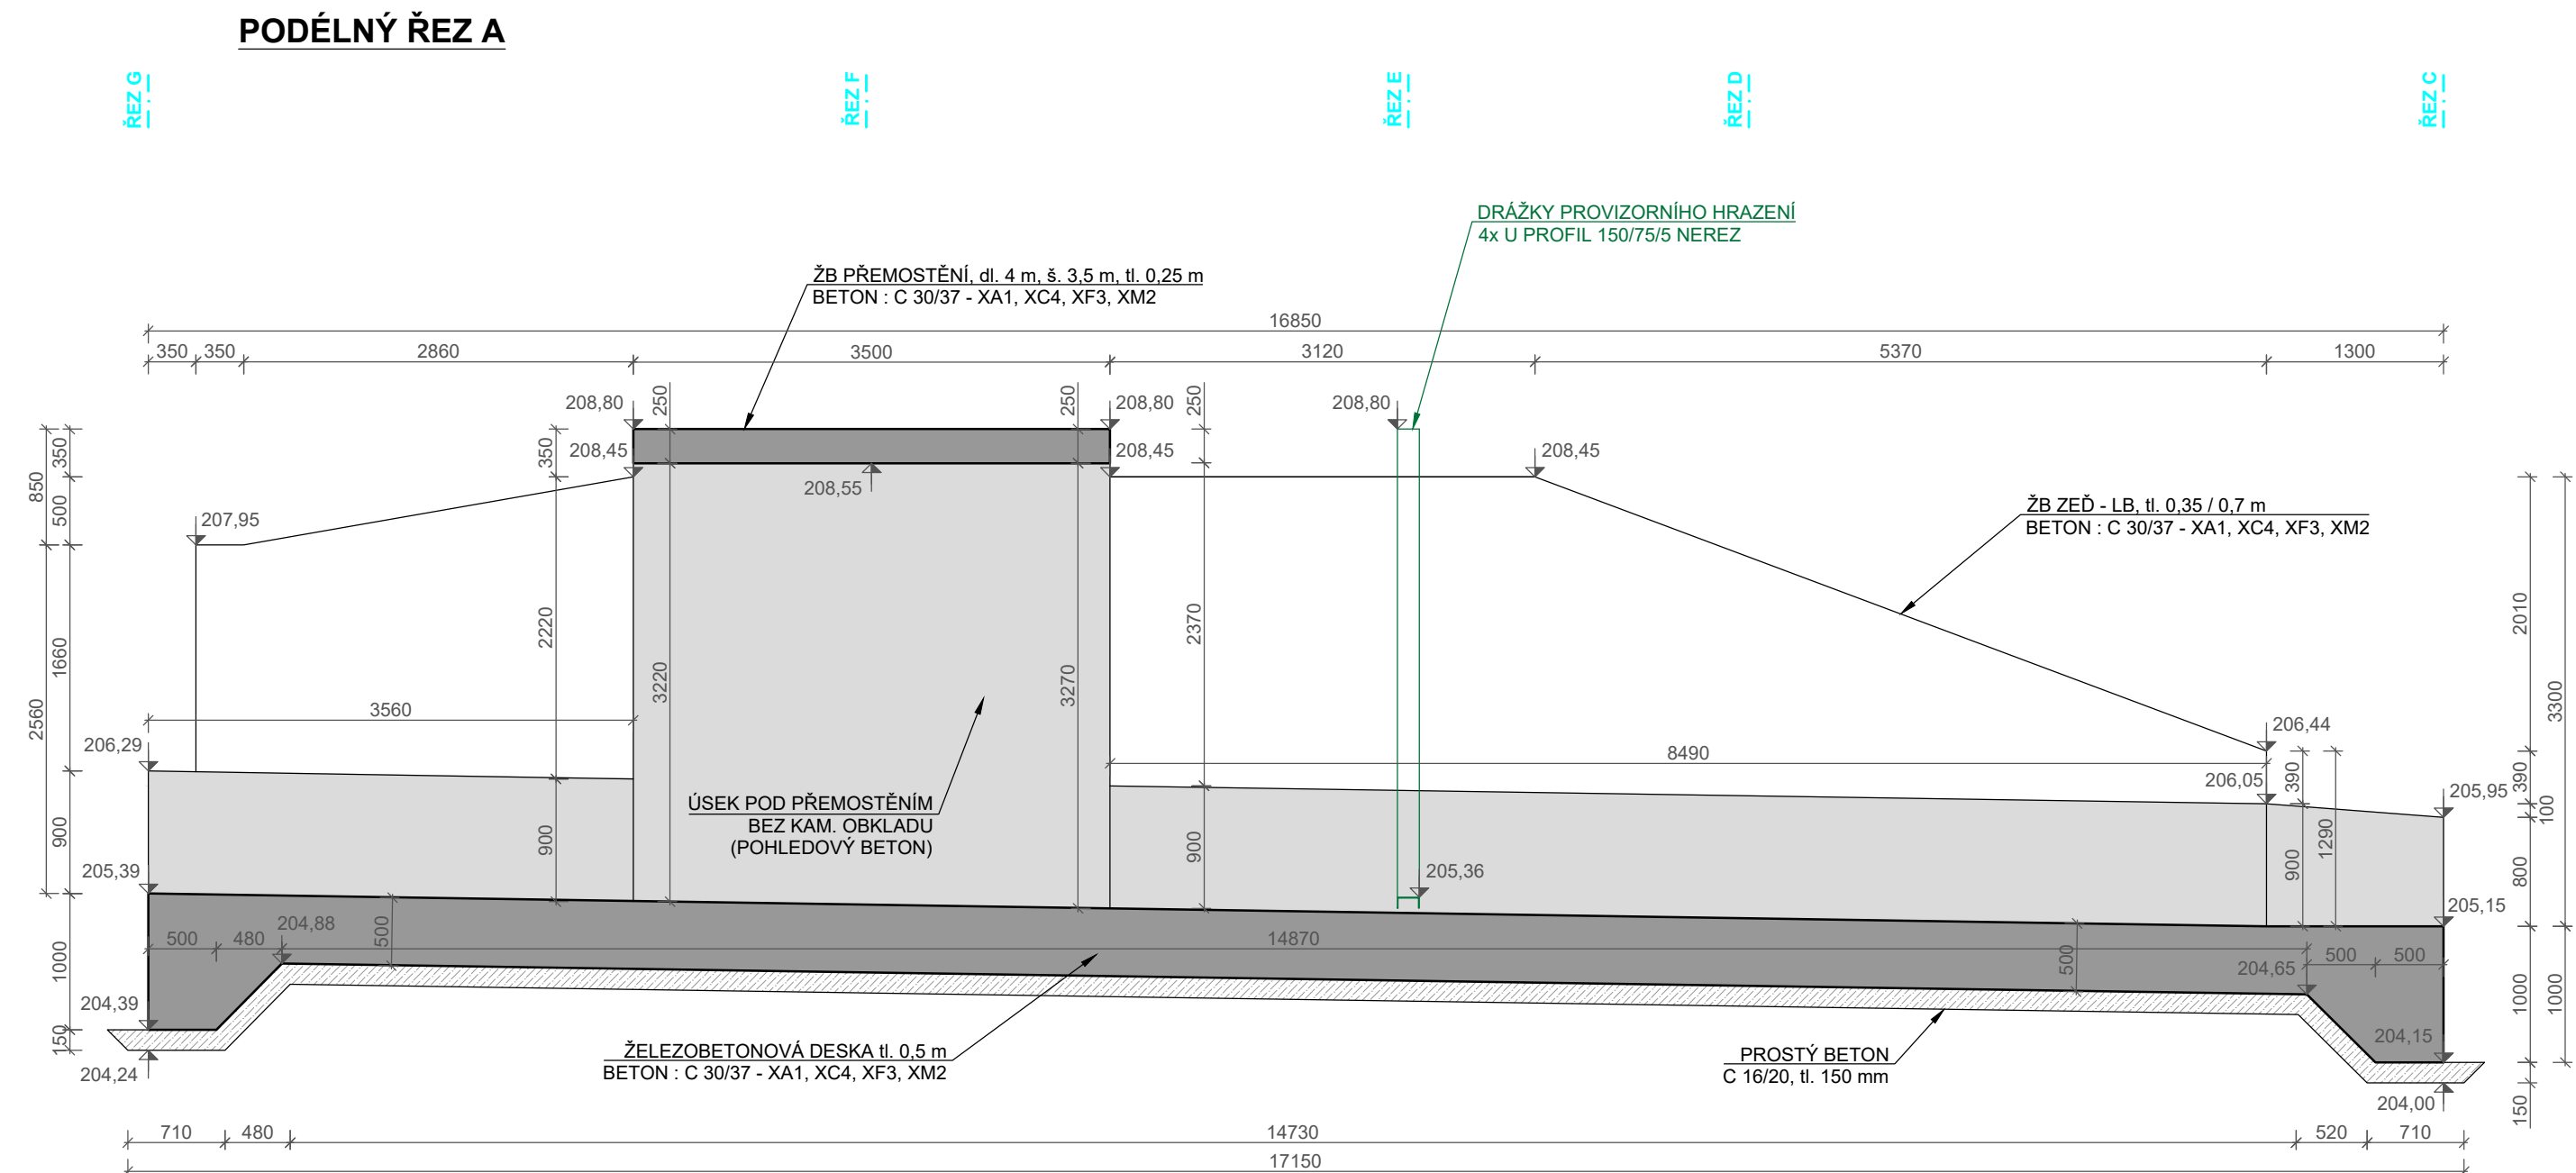 PODÉLNÝ ŘEZ A
ŘEZ G
ŘEZ F
ŘEZ E
ŘEZ D
ŘEZ C
DRÁŽKY PROVIZORNÍHO HRAZENÍ
4x U PROFIL 150/75/5 NEREZ
ŽB PŘEMOSTĚNÍ, dl. 4 m, š. 3,5 m, tl. 0,25 m
BETON : C 30/37 - XA1, XC4, XF3, XM2
16850
350 350 2860 3500 3120 5370 1300
208,80 250 250 208,80 250 208,80
850 350 350 208,45 208,45 208,45
208,55
500
207,95
ŽB ZEĎ - LB, tl. 0,35 / 0,7 m
BETON : C 30/37 - XA1, XC4, XF3, XM2
2220 2370 2010
1660 3220 3270 3300
2560 3560
206,29 206,44
8490
206,05 390 205,95 390
100
ÚSEK POD PŘEMOSTĚNÍM
BEZ KAM. OBKLADU
(POHLEDOVÝ BETON)
900 900 900 900 1290 800
205,39 205,36
205,15
204,88 500
500 480 14870 500 500 500
204,65
1000 1000 1000
204,39 204,15
150
ŽELEZOBETONOVÁ DESKA tl. 0,5 m
BETON : C 30/37 - XA1, XC4, XF3, XM2
PROSTÝ BETON
C 16/20, tl. 150 mm
204,24 204,00 150
710 480 14730 520 710
17150